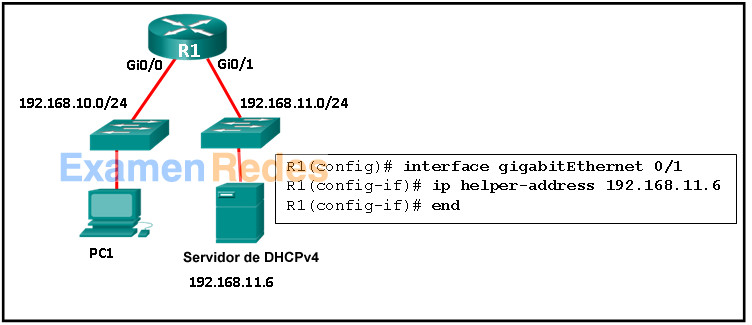 R1
Gi0/0
Gi0/1
192.168.10.0/24
192.168.11.0/24
Examen Redes
R1(config)# interface gigabitEthernet 0/1
R1(config-if)# ip helper-address 192.168.11.6
R1(config-if)# end
PC1
Servidor de DHCPv4
192.168.11.6